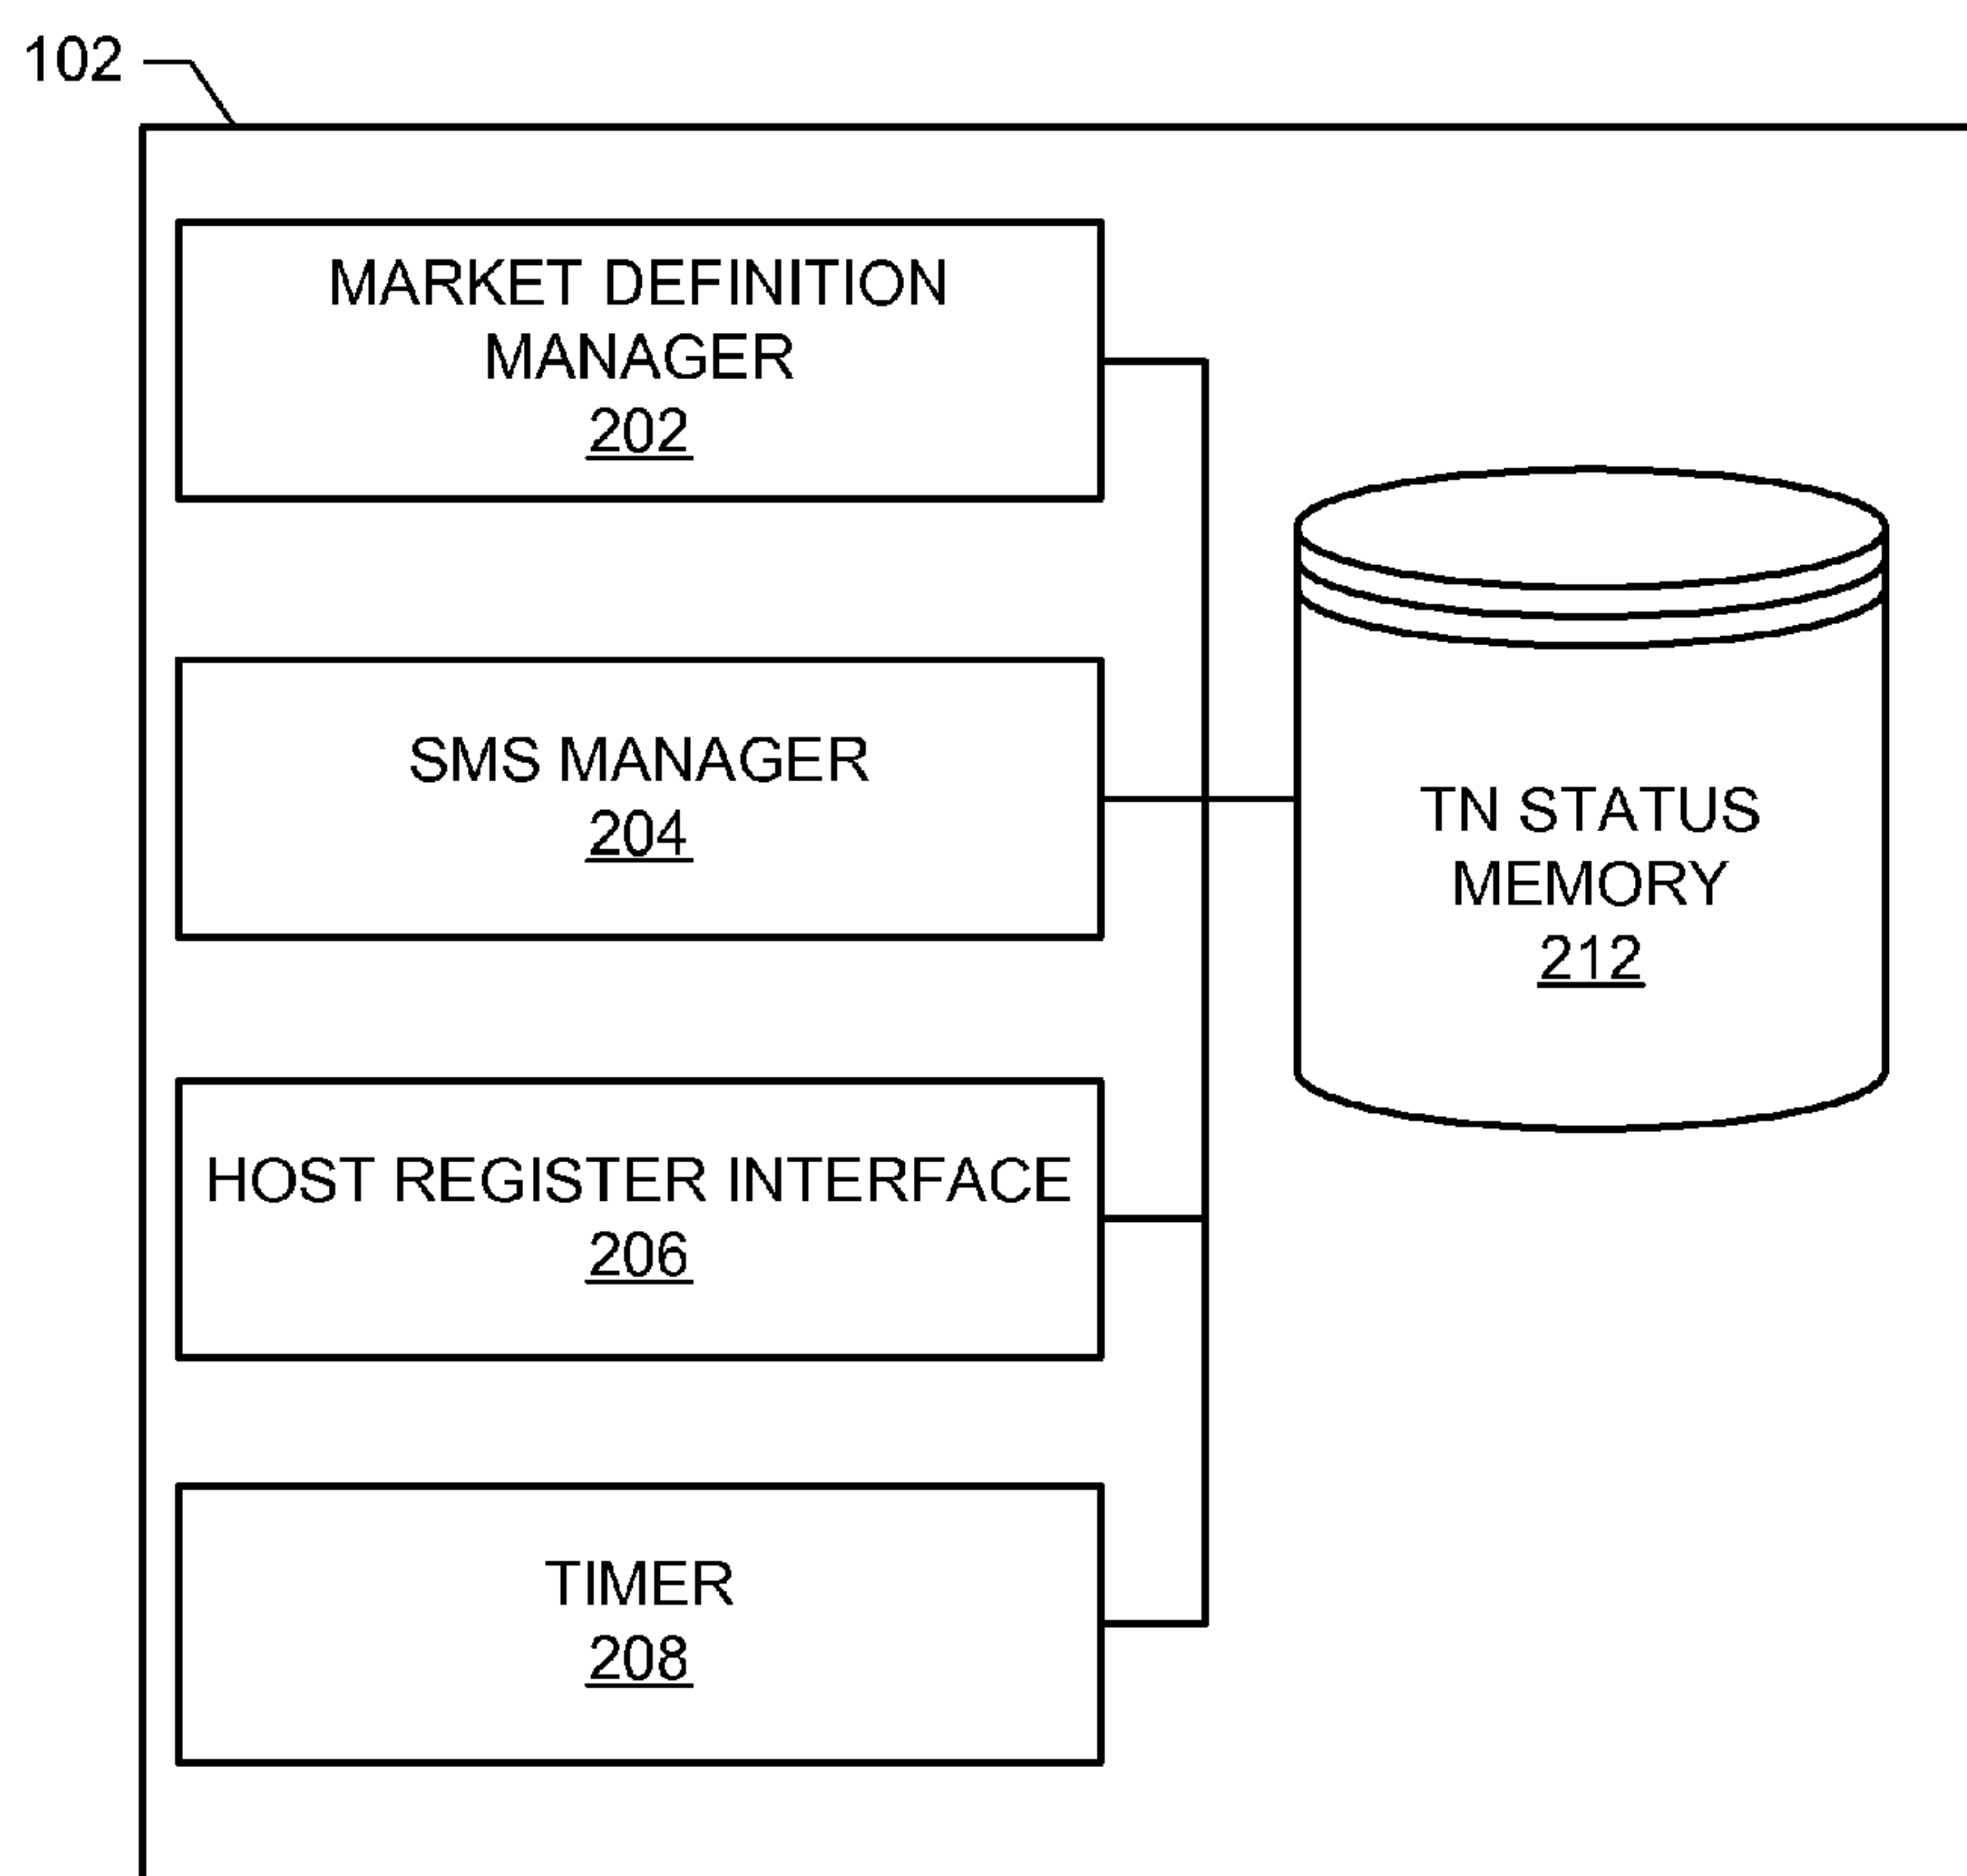 102
MARKET DEFINITION
MANAGER
202
SMS MANAGER
204
TN STATUS
MEMORY
212
HOST REGISTER INTERFACE
206
TIMER
208